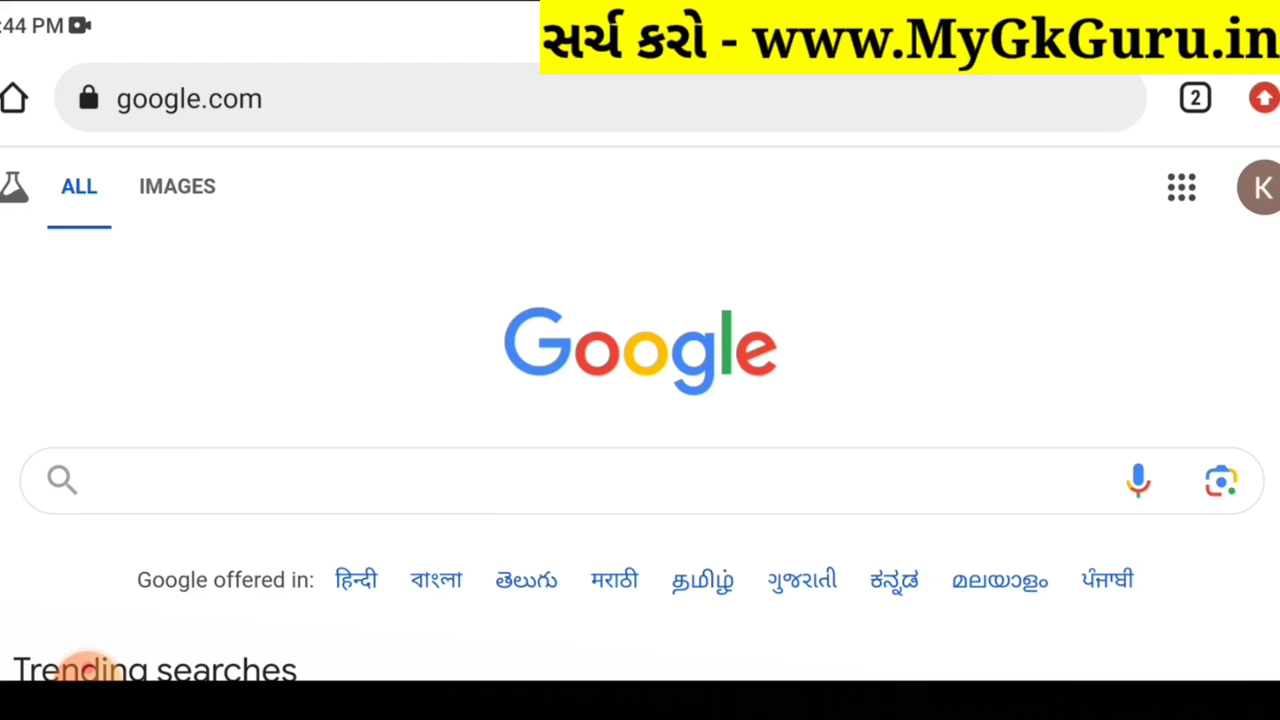 :44 PM
સર્ચ કરો - www.MyGkGuru.in
google.com
2
ALL IMAGES
K
Google
Google offered in: हिन्दी বাংলা తెలుగు मराठी தமிழ் ગુજરાતી ಕನ್ನಡ മലയാളം ਪੰਜਾਬੀ
Trending searches